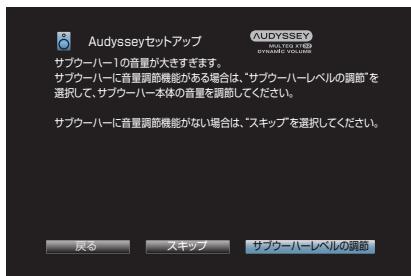 Audysseyセットアップ
AUDYSSEY
MULTEQ XT32
DYNAMIC VOLUME
サブウーハー1の音量が大きすぎます。
サブウーハーに音量調節機能がある場合は、“サブウーハーレベルの調節”を
選択して、サブウーハー本体の音量を調節してください。
サブウーハーに音量調節機能がない場合は、“スキップ”を選択してください。
戻る
スキップ
サブウーハーレベルの調節